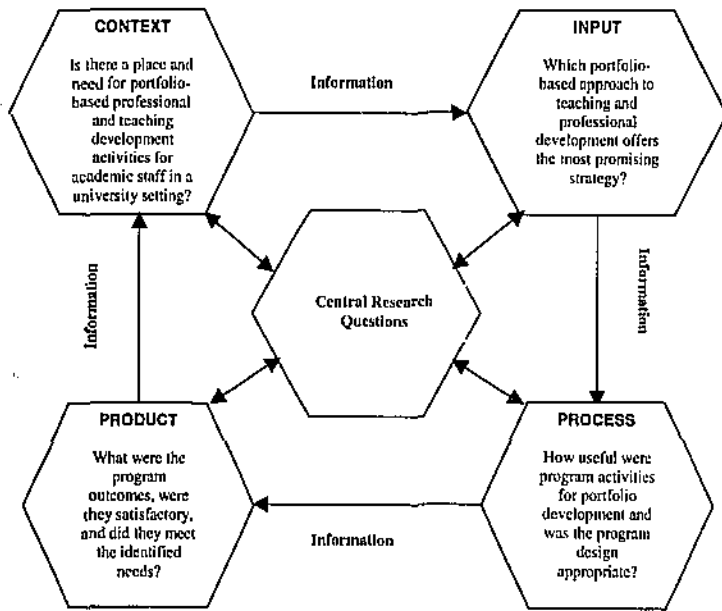 CONTEXT
Is there a place and
need for portfolio-
based professional
and teaching
development
activities for
academic staff in a
university setting?
Information
INPUT
Which portfolio-
based approach to
teaching and
professional
development offers
the most promising
strategy?
Information
Central Research
Questions
Information
PRODUCT
What were the
program
outcomes, were
they satisfactory,
and did they meet
the identified
needs?
Information
PROCESS
How useful were
program activities
for portfolio
development and
was the program
design
appropriate?